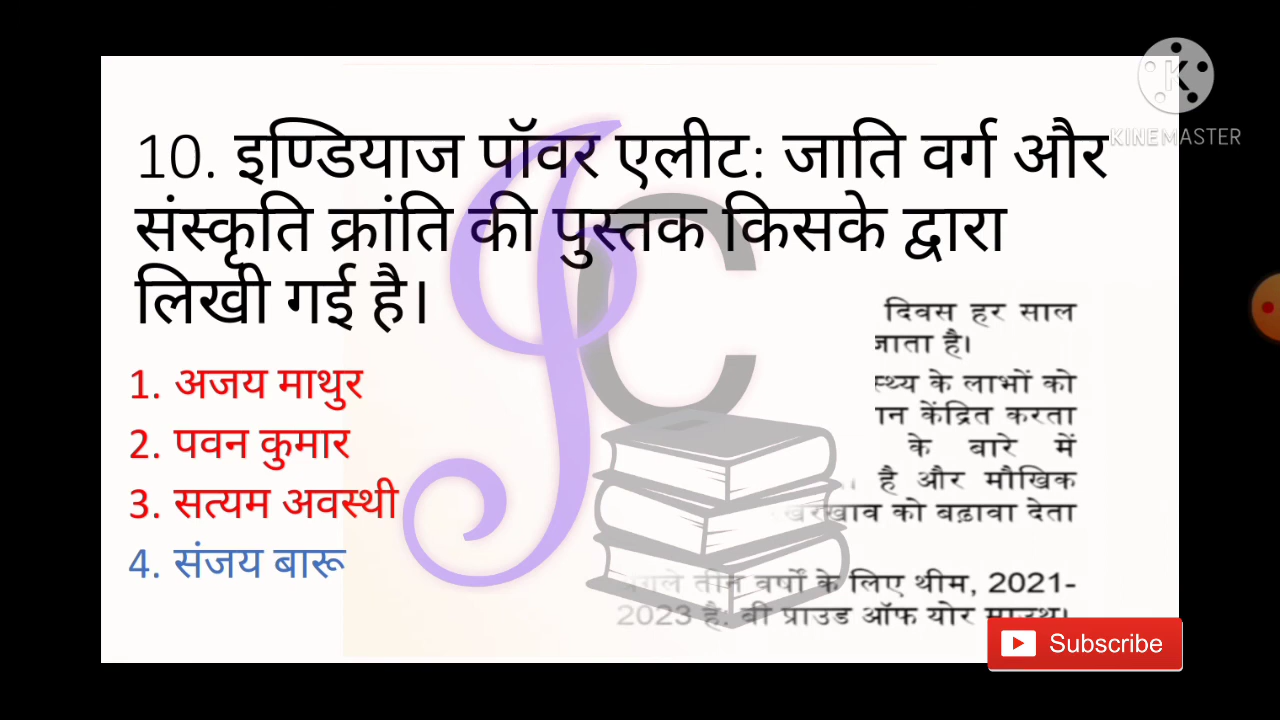 KINEMASTER
10. इण्डियाज पॉवर एलीट: जाति वर्ग और
संस्कृति क्रांति की पुस्तक किसके द्वारा
लिखी गई है।
1. अजय माथुर
2. पवन कुमार
3. सत्यम अवस्थी
4. संजय बारू
दिवस हर साल
जाता है।
के लाभों को
केंद्रित करता
के बारे में
है और मौखिक
को बढ़ावा देता
तीन वर्षों के लिए थीम, 2021-
2023 है. बी प्राउड ऑफ योर माउथ।
Subscribe